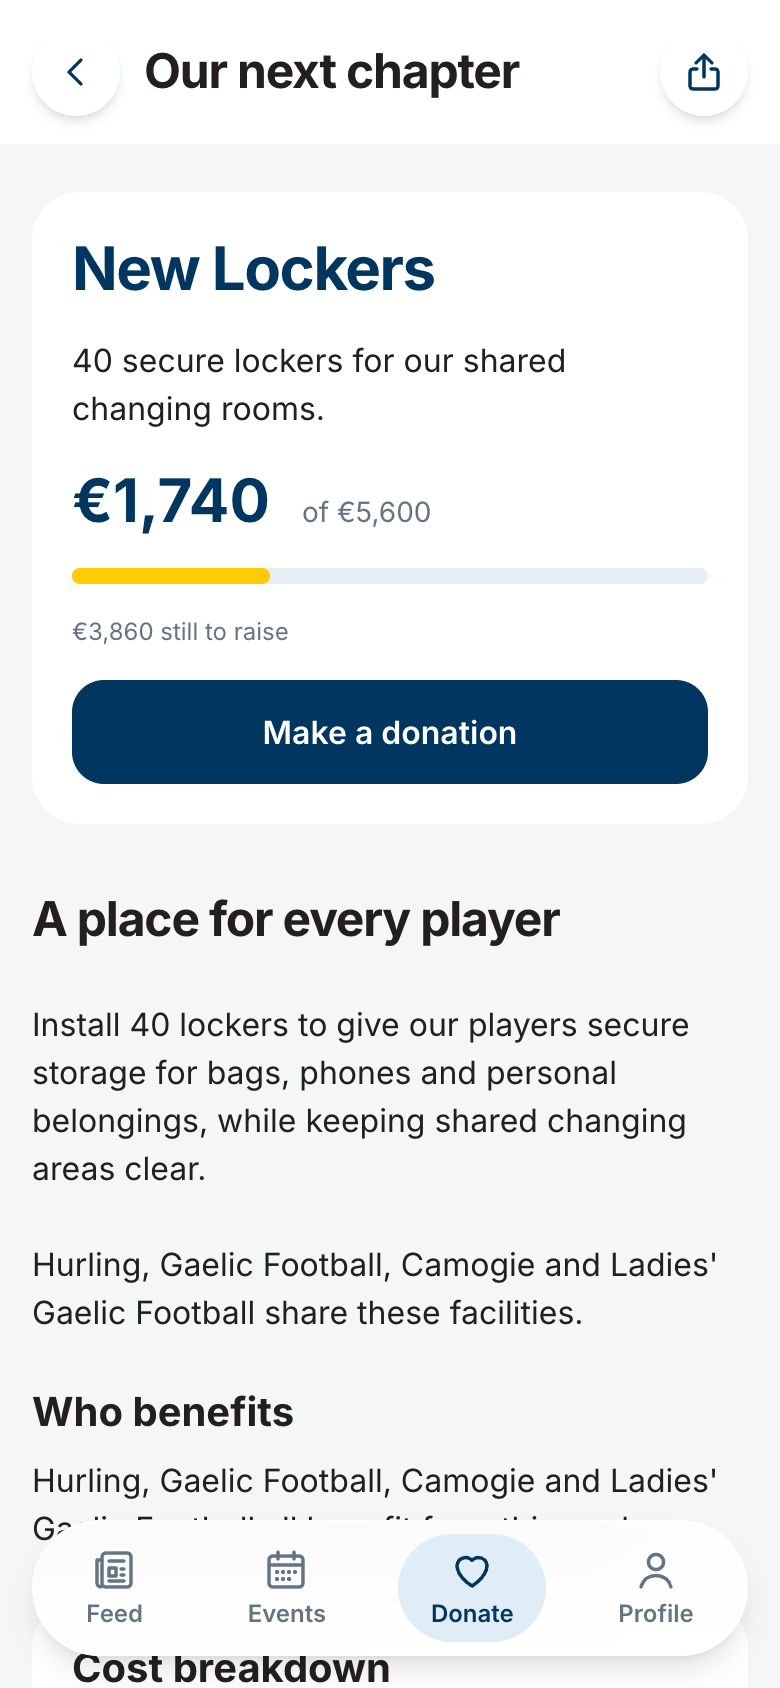 Our next chapter
New Lockers
40 secure lockers for our shared
changing rooms.
€1,740 of €5,600
€3,860 still to raise
Make a donation
A place for every player
Install 40 lockers to give our players secure
storage for bags, phones and personal
belongings, while keeping shared changing
areas clear.
Hurling, Gaelic Football, Camogie and Ladies'
Gaelic Football share these facilities.
Who benefits
Hurling, Gaelic Football, Camogie and Ladies'
Feed
Events
Donate
Profile
Cost breakdown